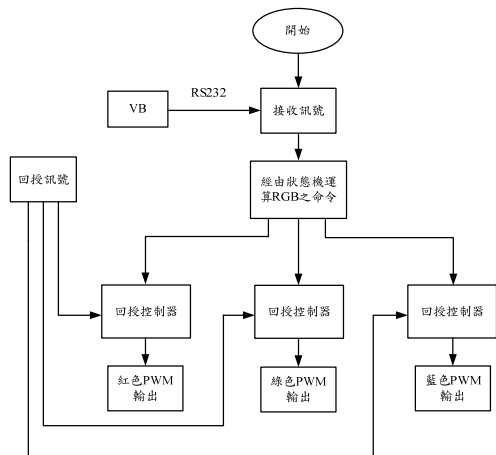 開始
RS232
VB
接收訊號
回授訊號
經由狀態機運
算RGB之命令
回授控制器
回授控制器
回授控制器
紅色PWM
輸出
綠色PWM
輸出
藍色PWM
輸出